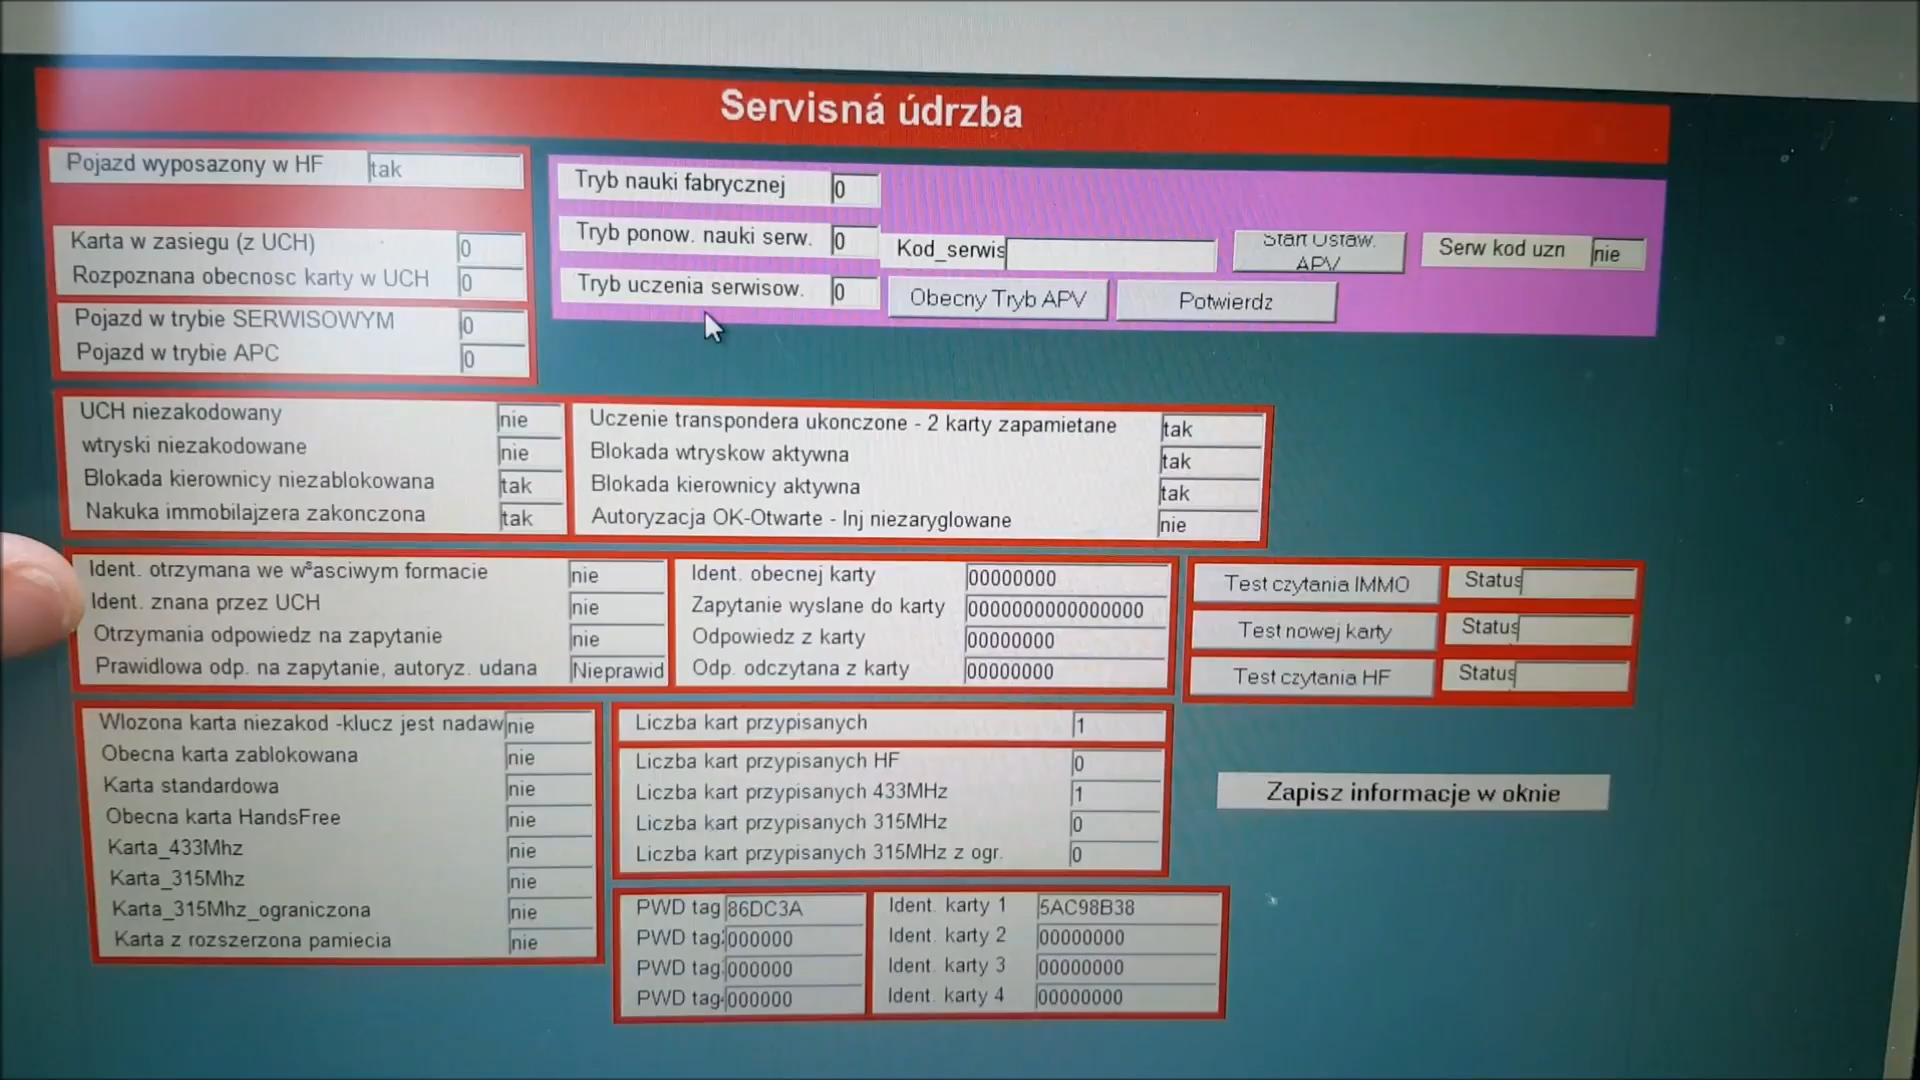 Servisná údrzba
Pojazd wyposazony w HF tak
Karta w zasiegu (z UCH) 0
Rozpoznana obecnosc karty w UCH 0
Pojazd w trybie SERWISOWYM 0
Pojazd w trybie APC 0
Tryb nauki fabrycznej 0
Tryb ponow. nauki serw. 0
Kod_serwis
Start Ustaw. APV
Serw kod uzn nie
Tryb uczenia serwisow. 0
Obecny Tryb APV
Potwierdz
UCH niezakodowany nie
wtryski niezakodowane nie
Blokada kierownicy niezablokowana tak
Nakuka immobilajzera zakonczona tak
Uczenie transpondera ukonczone - 2 karty zapamietane tak
Blokada wtryskow aktywna tak
Blokada kierownicy aktywna tak
Autoryzacja OK-Otwarte - Inj niezaryglowane nie
Ident. otrzymana we wªasciwym formacie nie
Ident. znana przez UCH nie
Otrzymania odpowiedz na zapytanie nie
Prawidlowa odp. na zapytanie, autoryz. udana Nieprawid
Ident. obecnej karty 00000000
Zapytanie wyslane do karty 0000000000000000
Odpowiedz z karty 00000000
Odp. odczytana z karty 00000000
Test czytania IMMO Status
Test nowej karty Status
Test czytania HF Status
Wlozona karta niezakod -klucz jest nadaw nie
Obecna karta zablokowana nie
Karta standardowa nie
Obecna karta HandsFree nie
Karta_433Mhz nie
Karta_315Mhz nie
Karta_315Mhz_ograniczona nie
Karta z rozszerzona pamiecia nie
Liczba kart przypisanych 1
Liczba kart przypisanych HF 0
Liczba kart przypisanych 433MHz 1
Liczba kart przypisanych 315MHz 0
Liczba kart przypisanych 315MHz z ogr. 0
Zapisz informacje w oknie
PWD tag 86DC3A
PWD tag 000000
PWD tag 000000
PWD tag 000000
Ident. karty 1 5AC98B38
Ident. karty 2 00000000
Ident. karty 3 00000000
Ident. karty 4 00000000